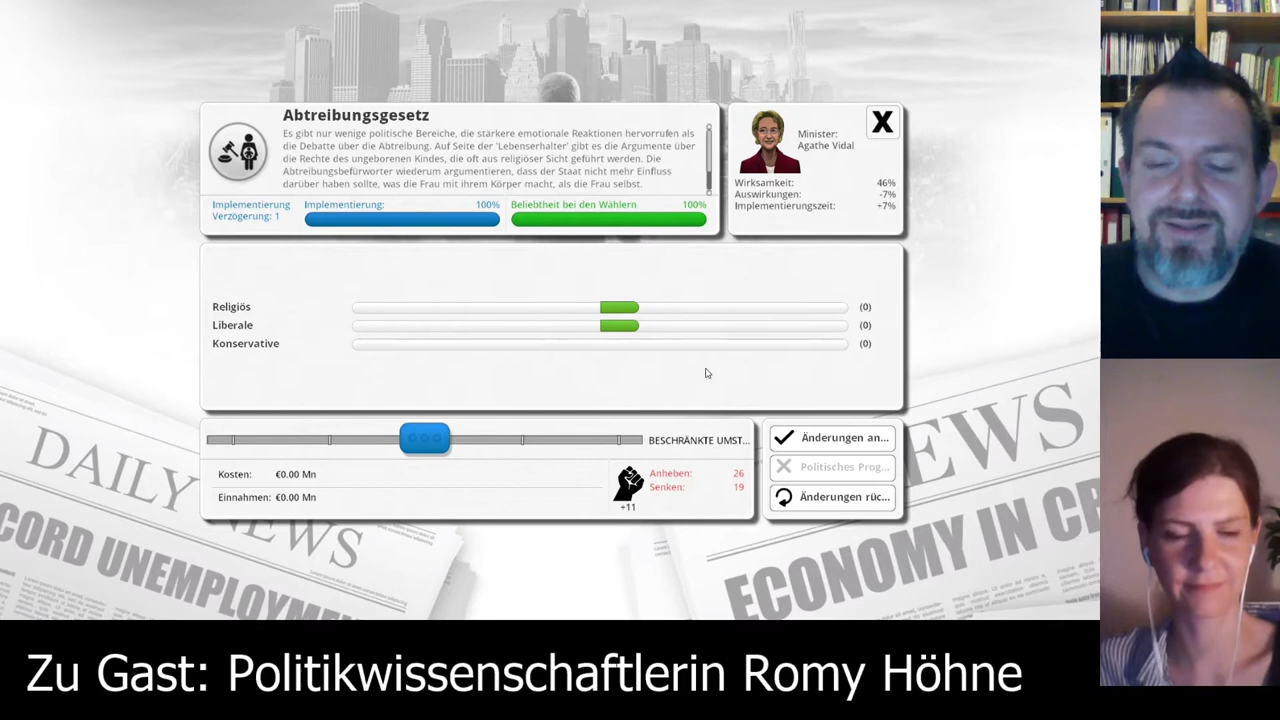 Abtreibungsgesetz
Es gibt nur wenige politische Bereiche, die stärkere emotionale Reaktionen hervorrufen als
die Debatte über die Abtreibung. Auf Seite der 'Lebenserhalter' gibt es die Argumente über
die Rechte des ungeborenen Kindes, die oft aus religiöser Sicht geführt werden. Die
Abtreibungsbefürworter wiederum argumentieren, dass der Staat nicht mehr Einfluss
darüber haben sollte, was die Frau mit ihrem Körper macht, als die Frau selbst.
Implementierung
Verzögerung: 1
Implementierung: 100%
Beliebtheit bei den Wählern 100%
X
Minister:
Agathe Vidal
Wirksamkeit: 46%
Auswirkungen: -7%
Implementierungszeit: +7%
Religiös (0)
Liberale (0)
Konservative (0)
BESCHRÄNKTE UMST...
Kosten: €0.00 Mn
Einnahmen: €0.00 Mn
+11
Anheben: 26
Senken: 19
Änderungen an...
Politisches Prog...
Änderungen rüc...
DAILY NEWS
CORD UNEMPLOYM
NEWS
ECONOMY IN CR
Zu Gast: Politikwissenschaftlerin Romy Höhne